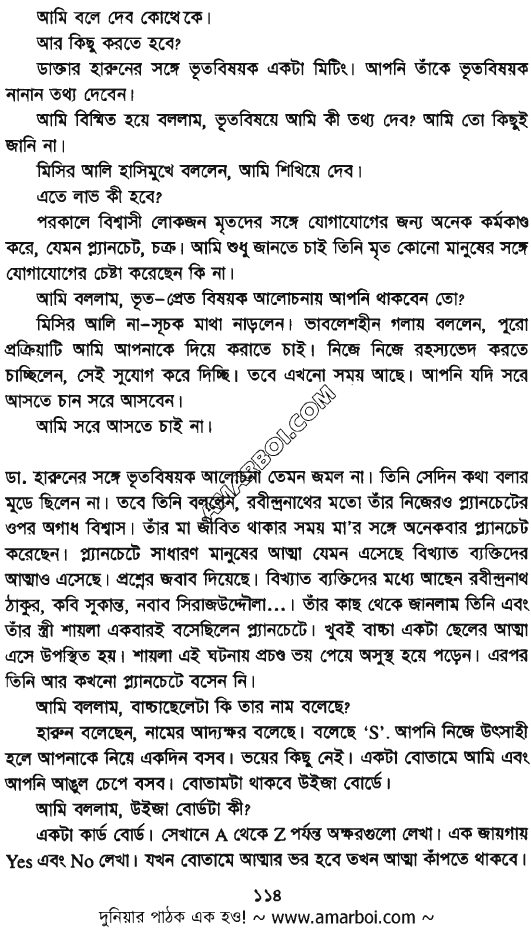 আমি বলে দেব কোত্থেকে।
আর কিছু করতে হবে?
ডাক্তার হারুনের সঙ্গে ভূতবিষয়ক একটা মিটিং। আপনি তাঁকে ভূতবিষয়ক
নানান তথ্য দেবেন।
আমি বিস্মিত হয়ে বললাম, ভূতবিষয়ে আমি কী তথ্য দেব? আমি তো কিছুই
জানি না।
মিসির আলি হাসিমুখে বললেন, আমি শিখিয়ে দেব।
এতে লাভ কী হবে?
পরকালে বিশ্বাসী লোকজন মৃতদের সঙ্গে যোগাযোগের জন্য অনেক কর্মকাণ্ড
করে, যেমন প্ল্যানচেট, চক্র। আমি শুধু জানতে চাই তিনি মৃত কোনো মানুষের সঙ্গে
যোগাযোগের চেষ্টা করেছেন কি না।
আমি বললাম, ভূত-প্রেত বিষয়ক আলোচনায় আপনি থাকবেন তো?
মিসির আলি না-সূচক মাথা নাড়লেন। ভাবলেশহীন গলায় বললেন, পুরো
প্রক্রিয়াটি আমি আপনাকে দিয়ে করাতে চাই। নিজে নিজে রহস্যভেদ করতে
চাচ্ছিলেন, সেই সুযোগ করে দিচ্ছি। তবে এখনো সময় আছে। আপনি যদি সরে
আসতে চান সরে আসবেন।
আমি সরে আসতে চাই না।
ডা. হারুনের সঙ্গে ভূতবিষয়ক আলোচনা তেমন জমল না। তিনি সেদিন কথা বলার
মুডে ছিলেন না। তবে তিনি বললেন, রবীন্দ্রনাথের মতো তাঁর নিজেরও প্ল্যানচেটের
ওপর অগাধ বিশ্বাস। তাঁর মা জীবিত থাকার সময় মা'র সঙ্গে অনেকবার প্ল্যানচেট
করেছেন। প্ল্যানচেটে সাধারণ মানুষের আত্মা যেমন এসেছে বিখ্যাত ব্যক্তিদের
আত্মাও এসেছে। প্রশ্নের জবাব দিয়েছে। বিখ্যাত ব্যক্তিদের মধ্যে আছেন রবীন্দ্রনাথ
ঠাকুর, কবি সুকান্ত, নবাব সিরাজউদ্দৌলা...। তাঁর কাছ থেকে জানলাম তিনি এবং
তাঁর স্ত্রী শায়লা একবারই বসেছিলেন প্ল্যানচেটে। খুবই বাচ্চা একটা ছেলের আত্মা
এসে উপস্থিত হয়। শায়লা এই ঘটনায় প্রচণ্ড ভয় পেয়ে অসুস্থ হয়ে পড়েন। এরপর
তিনি আর কখনো প্ল্যানচেটে বসেন নি।
আমি বললাম, বাচ্চাছেলেটা কি তার নাম বলেছে?
হারুন বলেছেন, নামের আদ্যক্ষর বলেছে। বলেছে 'S'. আপনি নিজে উৎসাহী
হলে আপনাকে নিয়ে একদিন বসব। ভয়ের কিছু নেই। একটা বোতামে আমি এবং
আপনি আঙুল চেপে বসব। বোতামটা থাকবে উইজা বোর্ডে।
আমি বললাম, উইজা বোর্ডটা কী?
একটা কার্ড বোর্ড। সেখানে A থেকে Z পর্যন্ত অক্ষরগুলো লেখা। এক জায়গায়
Yes এবং No লেখা। যখন বোতামে আত্মার ভর হবে তখন আত্মা কাঁপতে থাকবে।
১১৪
দুনিয়ার পাঠক এক হও! ~ www.amarboi.com ~
AMARBOI.COM